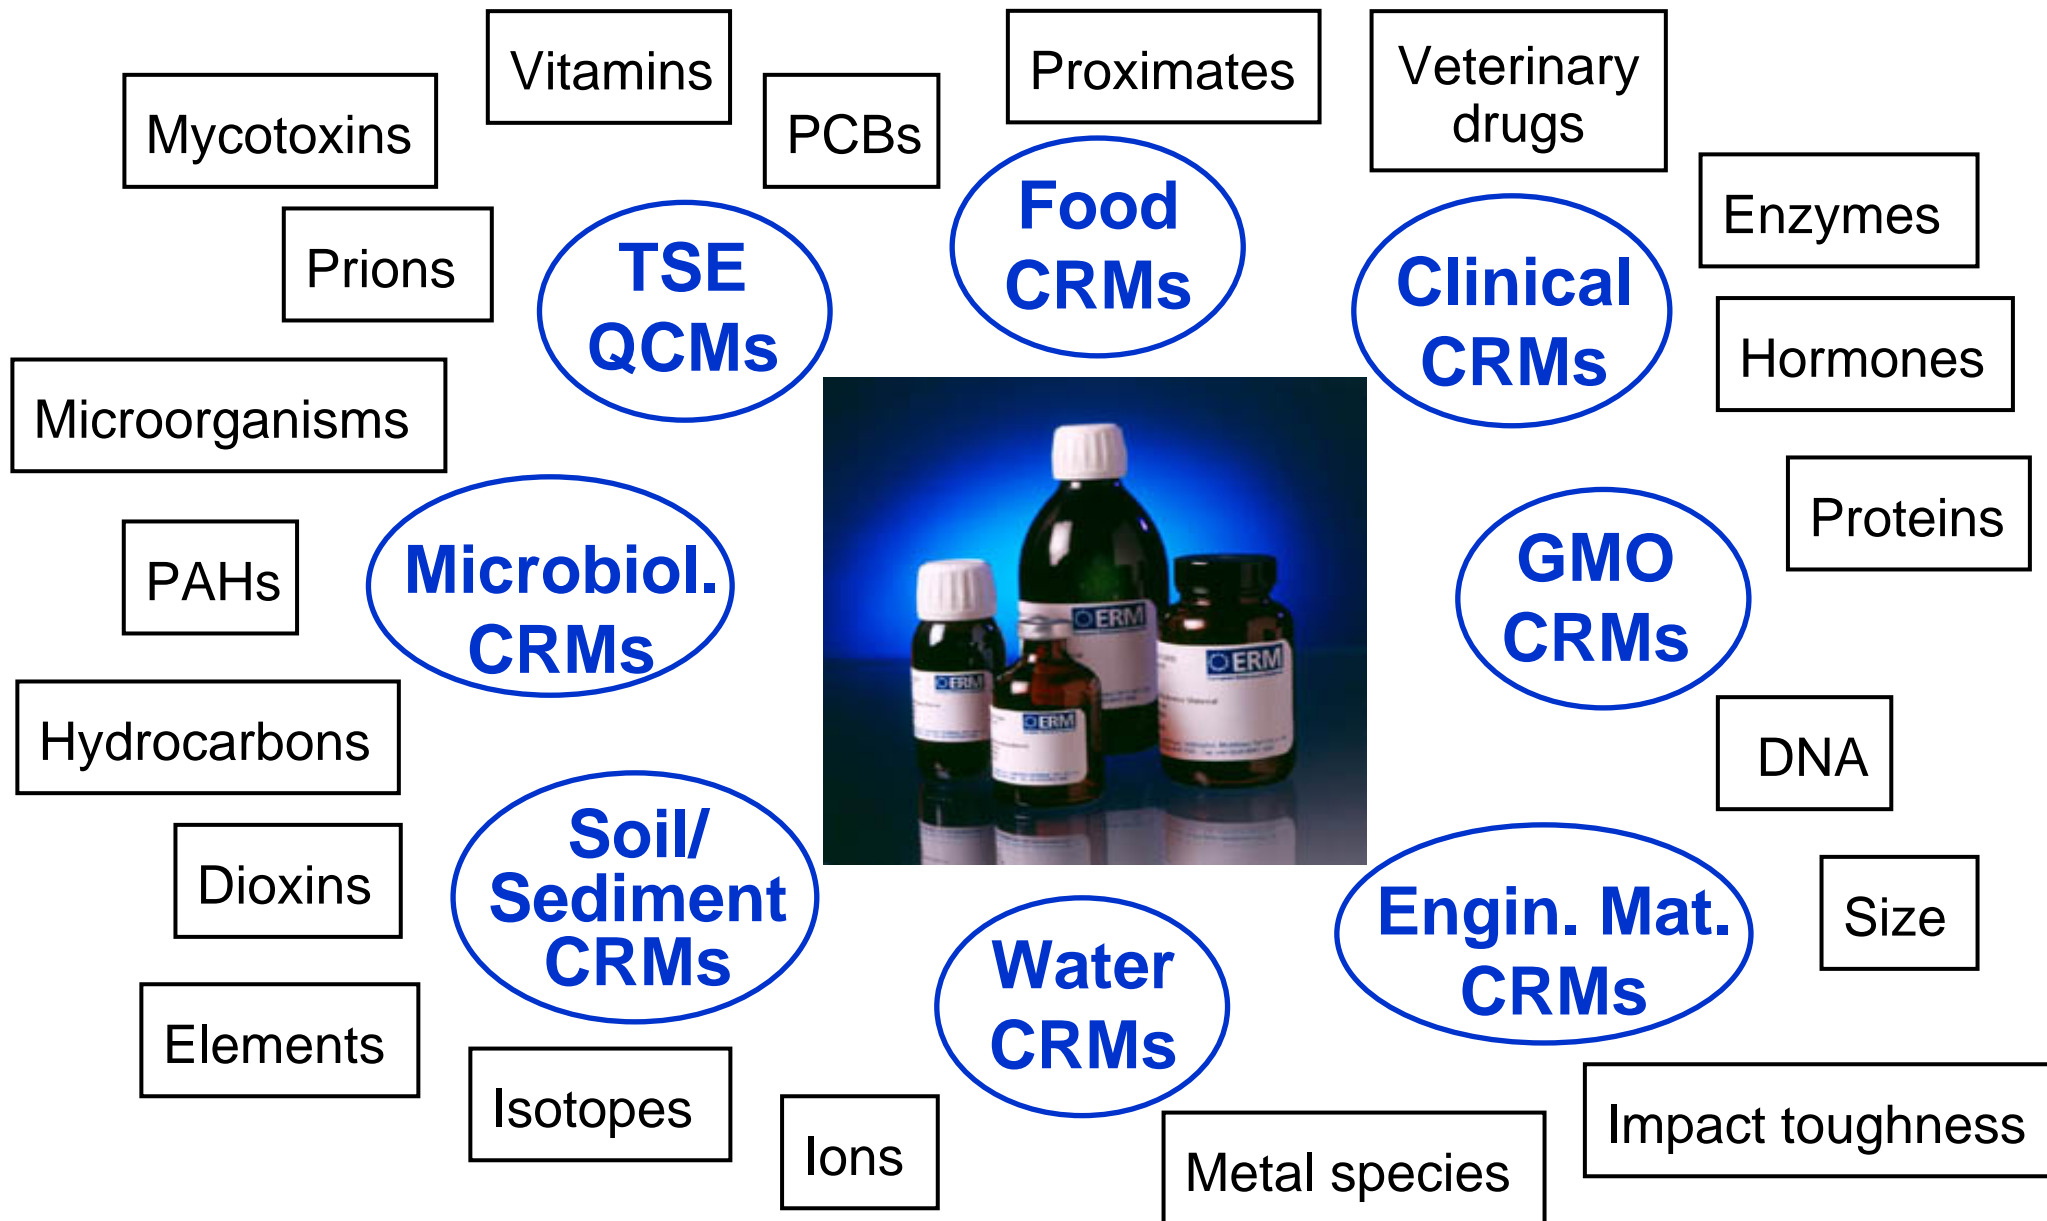 Vitamins
Proximates
Veterinary
drugs
Mycotoxins
PCBs
Enzymes
Prions
TSE
QCMs
Food
CRMs
Clinical
CRMs
Hormones
Microorganisms
Proteins
PAHs
Microbiol.
CRMs
GMO
CRMs
ERM
ERM
ERM
ERM
Hydrocarbons
DNA
Dioxins
Soil/
Sediment
CRMs
Engin. Mat.
CRMs
Size
Water
CRMs
Elements
Isotopes
Ions
Metal species
Impact toughness